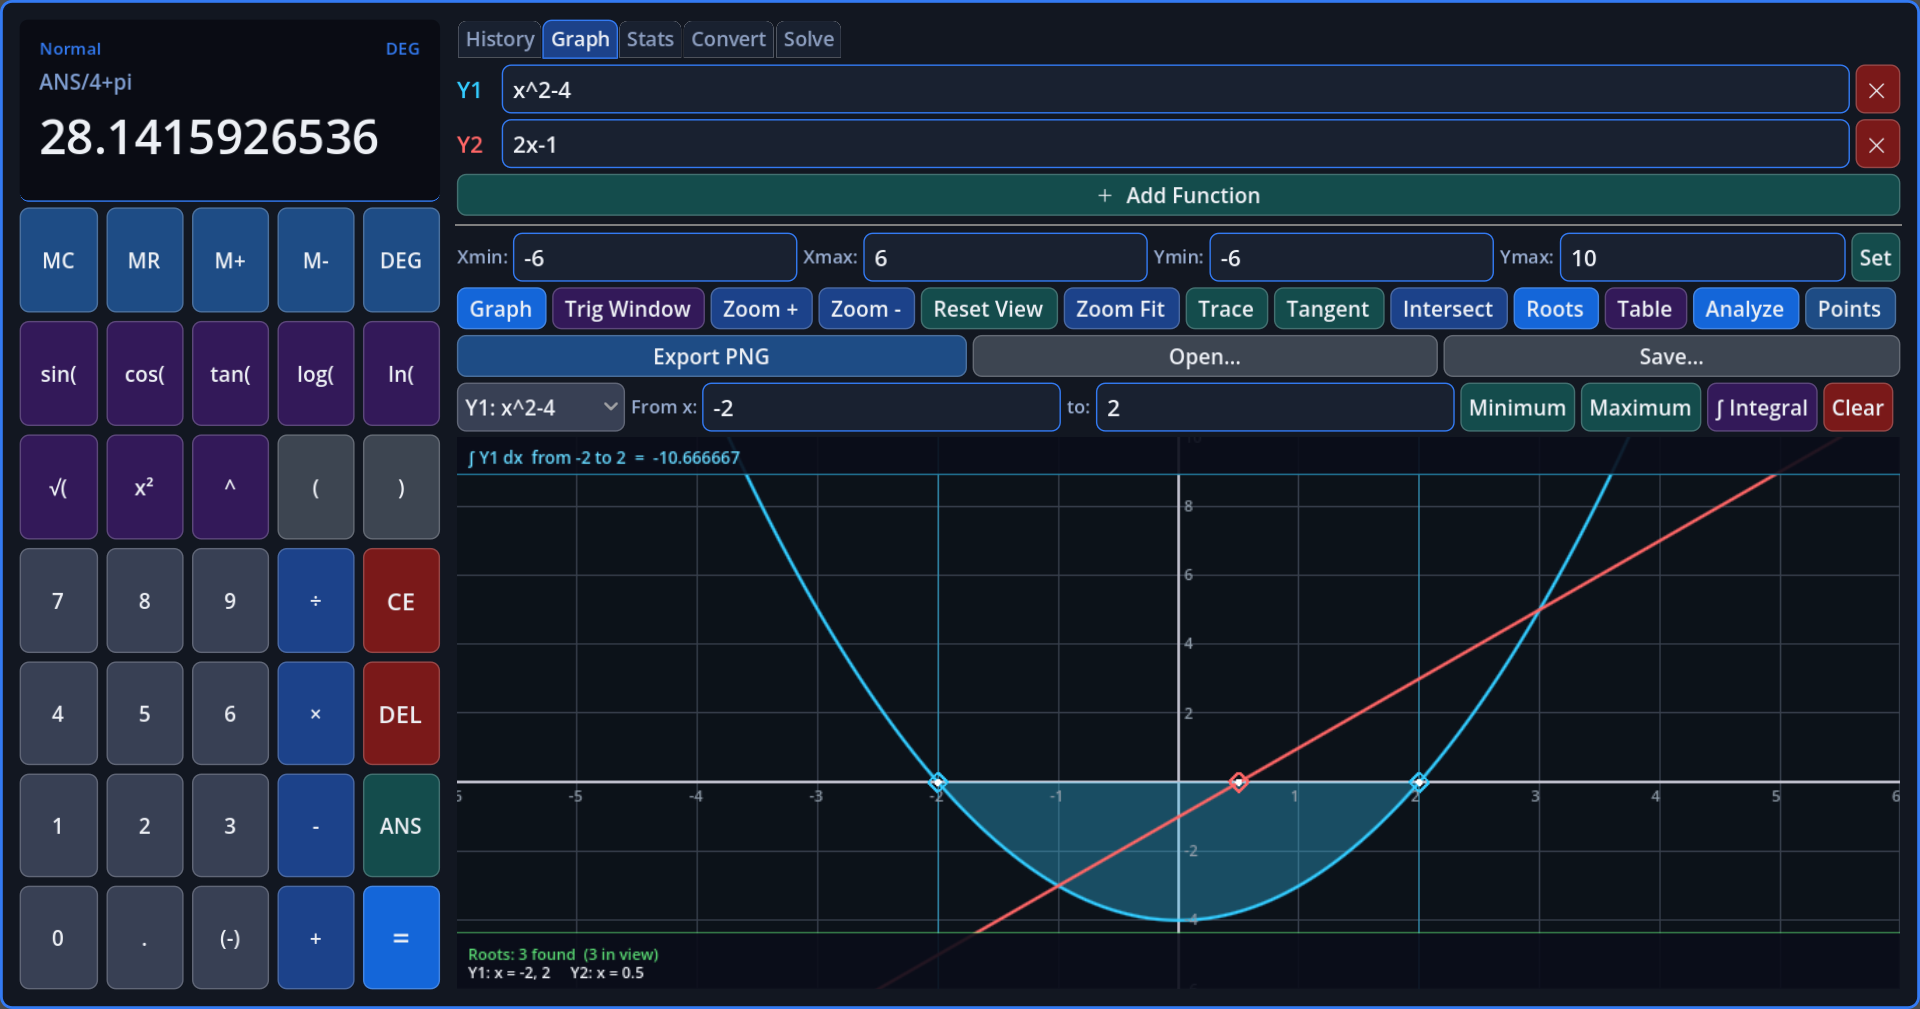 Normal DEG
ANS/4+pi
28.1415926536
MC MR M+ M- DEG
sin( cos( tan( log( ln(
√( x² ^ ( )
7 8 9 ÷ CE
4 5 6 × DEL
1 2 3 - ANS
0 . (-) + =
History Graph Stats Convert Solve
Y1 x^2-4 ×
Y2 2x-1 ×
+ Add Function
Xmin: -6 Xmax: 6 Ymin: -6 Ymax: 10 Set
Graph Trig Window Zoom + Zoom - Reset View Zoom Fit Trace Tangent Intersect Roots Table Analyze Points
Export PNG Open... Save...
Y1: x^2-4 From x: -2 to: 2 Minimum Maximum ∫ Integral Clear
10
∫ Y1 dx from -2 to 2 = -10.666667
8
6
4
2
-5 -4 -3 -2 -1 1 2 3 4 5 6
-2
-4
Roots: 3 found (3 in view)
Y1: x = -2, 2 Y2: x = 0.5